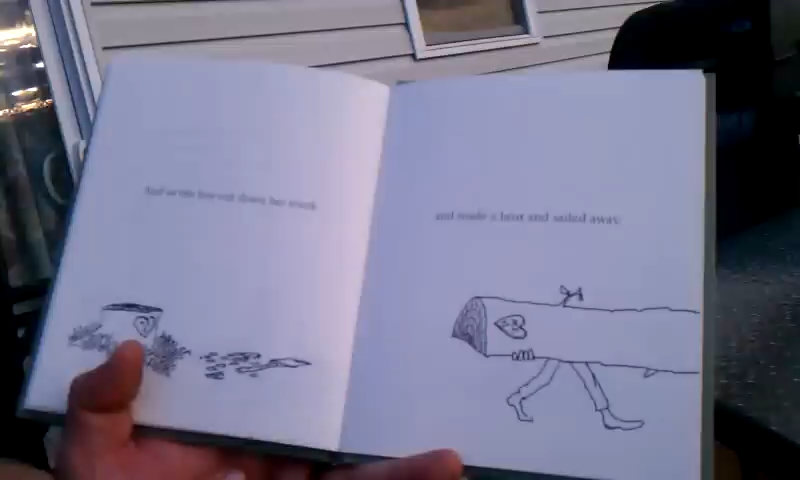 And so the boy cut down her trunk
and made a boat and sailed away.